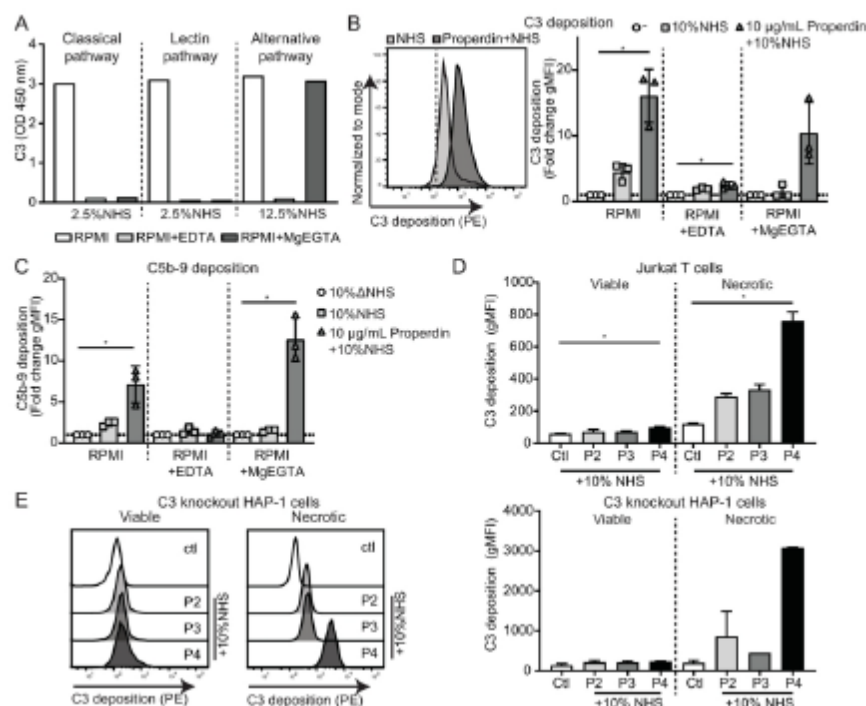 A
Classical pathway
Lectin pathway
Alternative pathway
C3 (OD 450 nm)
4
3
2
1
0
2.5%NHS
2.5%NHS
12.5%NHS
RPMI
RPMI+EDTA
RPMI+MgEGTA
B
NHS
Properdin+NHS
Normalized to mode
C3 deposition (PE)
C3 deposition
-
10%NHS
10 µg/mL Properdin
+10%NHS
C3 deposition
(Fold change gMFI)
20
10
0
*
*
RPMI
RPMI
+EDTA
RPMI
+MgEGTA
C
C5b-9 deposition
10%ΔNHS
10%NHS
10 µg/mL Properdin
+10%NHS
C5b-9 deposition
(Fold change gMFI)
20
15
10
5
0
*
*
RPMI
RPMI
+EDTA
RPMI
+MgEGTA
D
Jurkat T cells
Viable
Necrotic
C3 deposition (gMFI)
1000
800
600
400
200
0
*
*
Ctl P2 P3 P4 Ctl P2 P3 P4
+10% NHS
+10% NHS
C3 knockout HAP-1 cells
Viable
Necrotic
C3 deposition (gMFI)
4000
3000
2000
1000
0
Ctl P2 P3 P4 Ctl P2 P3 P4
+10% NHS
+10% NHS
E
C3 knockout HAP-1 cells
Viable
Necrotic
ctl
P2
P3
P4
+10%NHS
ctl
P2
P3
P4
+10%NHS
C3 deposition (PE)
C3 deposition (PE)